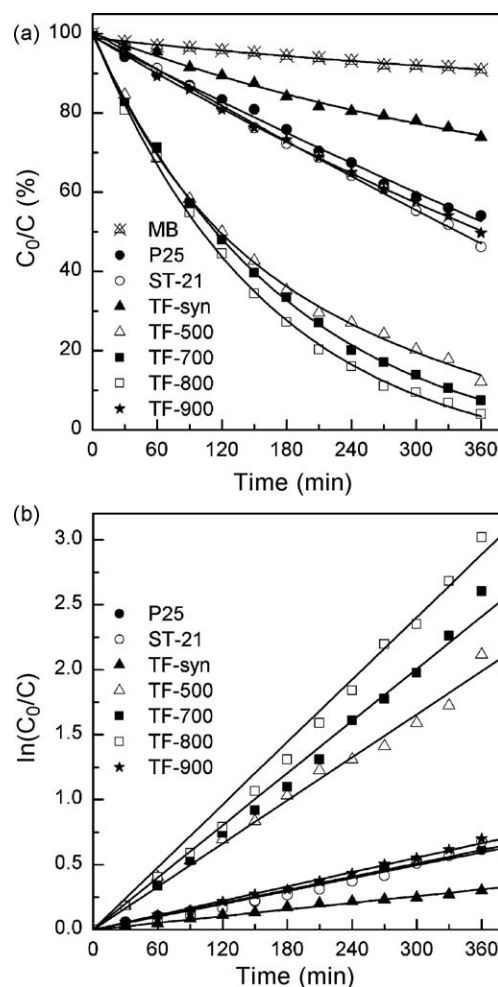 (a)
100
80
60
40
20
0
C₀/C (%)
MB
P25
ST-21
TF-syn
TF-500
TF-700
TF-800
TF-900
0 60 120 180 240 300 360
Time (min)
(b)
3.0
2.5
2.0
1.5
1.0
0.5
0.0
ln(C₀/C)
P25
ST-21
TF-syn
TF-500
TF-700
TF-800
TF-900
0 60 120 180 240 300 360
Time (min)